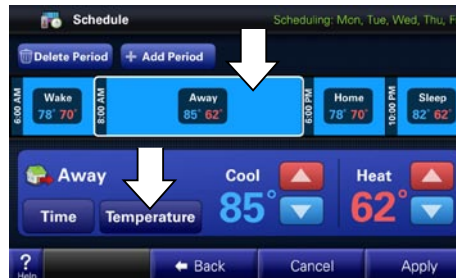 Schedule
Scheduling: Mon, Tue, Wed, Thu, F
Delete Period
+ Add Period
6:00 AM
Wake
78° 70°
8:00 AM
Away
85° 62°
6:00 PM
Home
78° 70°
10:00 PM
Sleep
82° 62°
Away
Cool
Heat
Time
Temperature
85°
62°
?
Help
Back
Cancel
Apply